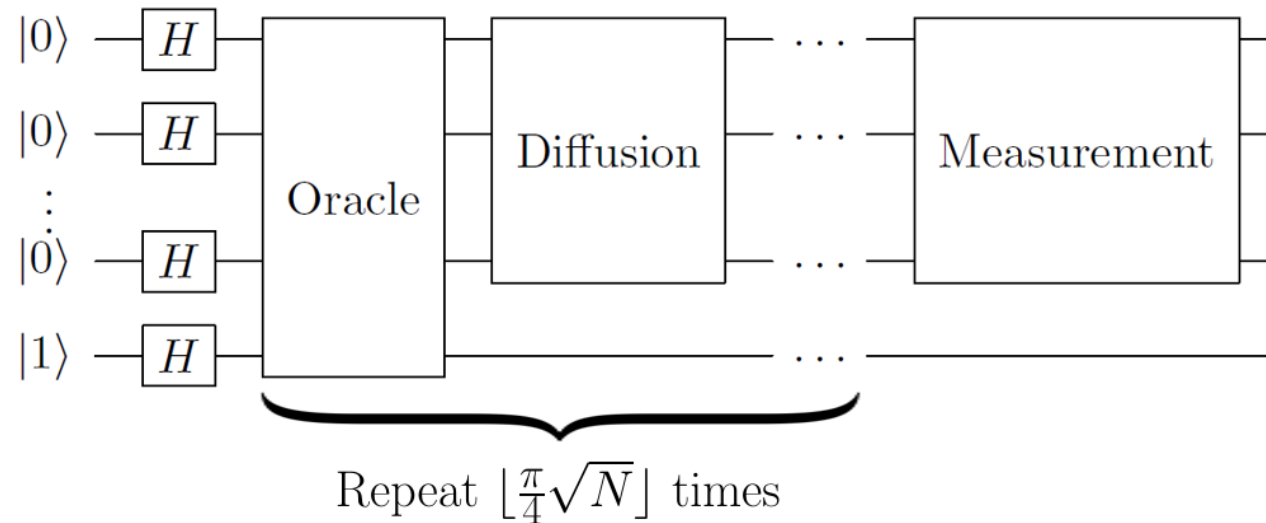 |0⟩ H ...
|0⟩ H Diffusion ... Measurement
⋮ Oracle
|0⟩ H ...
|1⟩ H ...
Repeat ⌊π/4 √N⌋ times